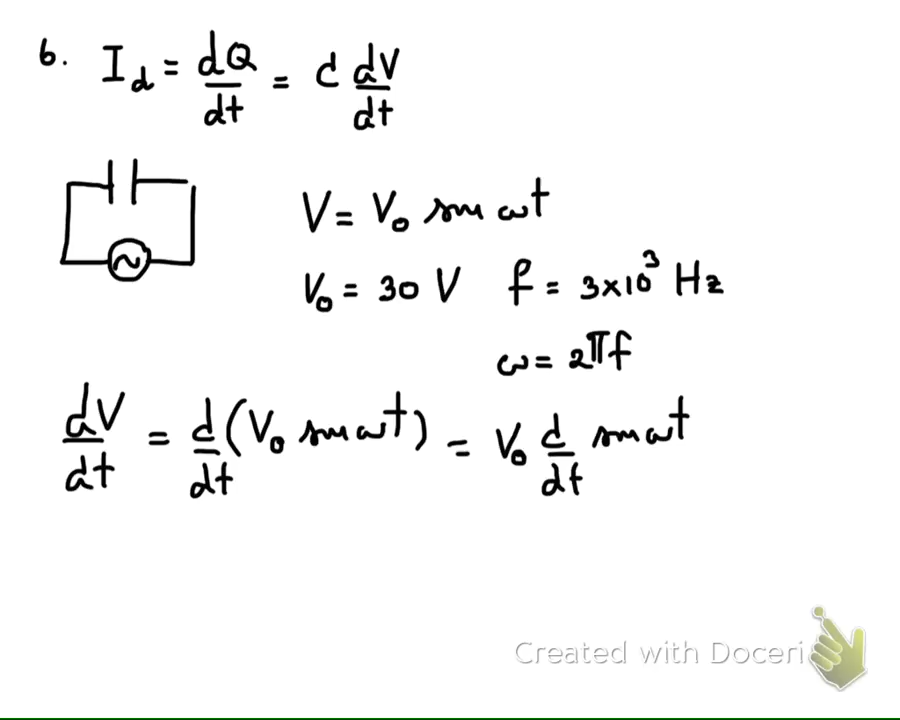 6. I_d = dQ/dt = C dV/dt
V = V₀ sin ωt
V₀ = 30 V f = 3×10³ Hz
ω = 2πf
dV/dt = d/dt (V₀ sin ωt) = V₀ d/dt sin ωt
Created with Doceri